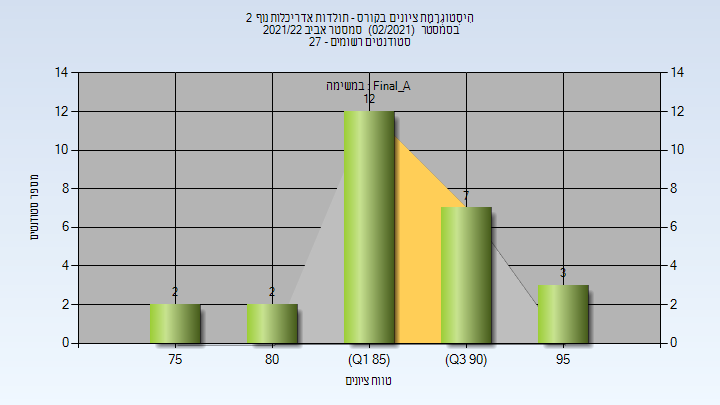 היסטוגרמת ציונים בקורס - תולדות אדריכלות נוף 2
בסמסטר (02/2021) סמסטר אביב 2021/22
סטודנטים רשומים - 27
במשימה : Final_A
14 14
12 12
10 10
8 8
6 6
4 4
2 2
0 0
2 2 12 7 3
75 80 (Q1 85) (Q3 90) 95
מספר סטודנטים
טווח ציונים